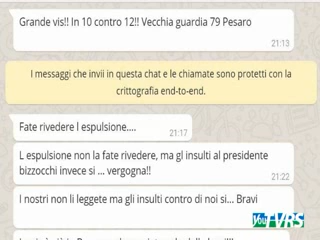 Grande vis!! In 10 contro 12!! Vecchia guardia 79 Pesaro
21:13
I messaggi che invii in questa chat e le chiamate sono protetti con la
crittografia end-to-end.
Fate rivedere l espulsione....
21:17
L espulsione non la fate rivedere, ma gl insulti al presidente
bizzocchi invece si ... vergogna!!
21:22
I nostri non li leggete ma gli insulti contro di noi si... Bravi
You
VRS